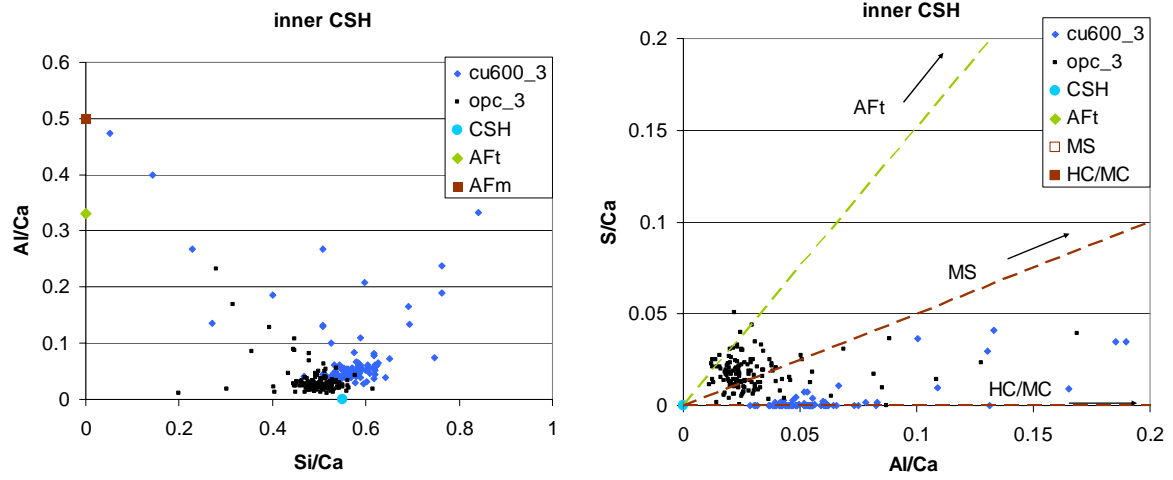 inner CSH
0.6
0.5
0.4
0.3
0.2
0.1
0
0 0.2 0.4 0.6 0.8 1
Al/Ca
Si/Ca
cu600_3
opc_3
CSH
AFt
AFm
inner CSH
0.2
0.15
0.1
0.05
0
0 0.05 0.1 0.15 0.2
S/Ca
Al/Ca
AFt
MS
HC/MC
cu600_3
opc_3
CSH
AFt
MS
HC/MC